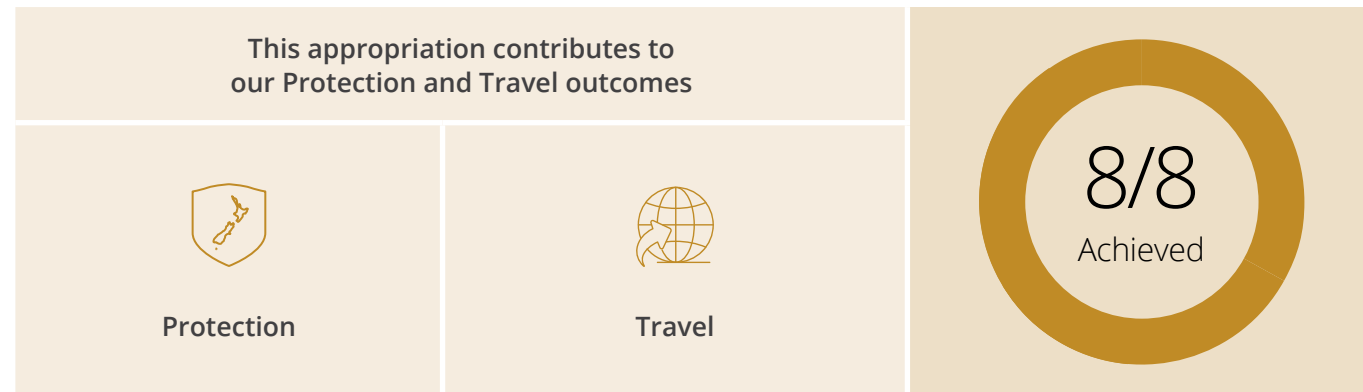 This appropriation contributes to
our Protection and Travel outcomes
Protection
Travel
8/8
Achieved